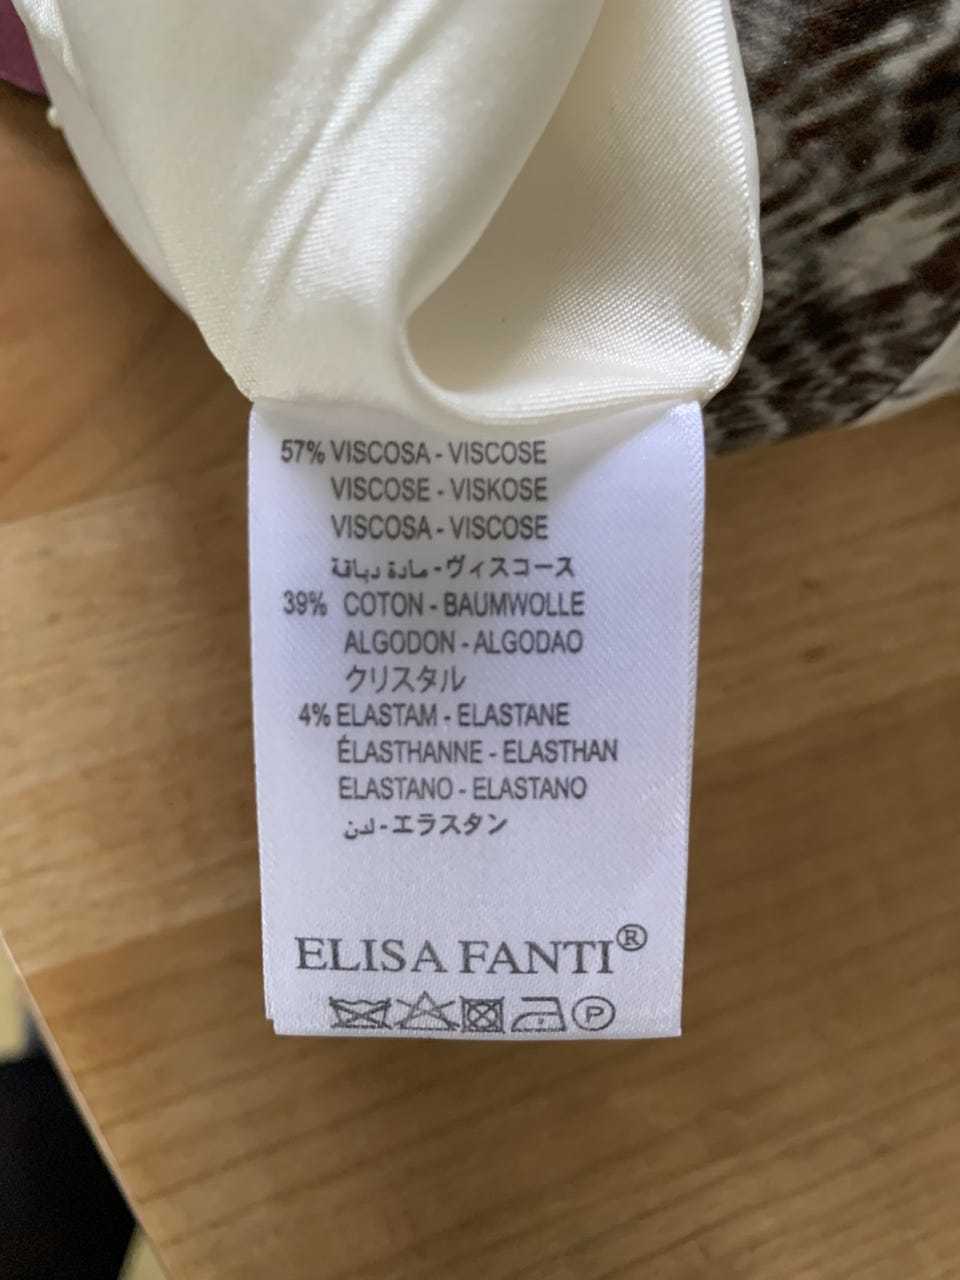 57% VISCOSA - VISCOSE
VISCOSE - VISKOSE
VISCOSA - VISCOSE
مادة دباقة-ヴィスコース
39% COTON - BAUMWOLLE
ALGODON - ALGODAO
クリスタル
4% ELASTAM - ELASTANE
ÉLASTHANNE - ELASTHAN
ELASTANO - ELASTANO
لدن-エラスタン
ELISA FANTI®
P